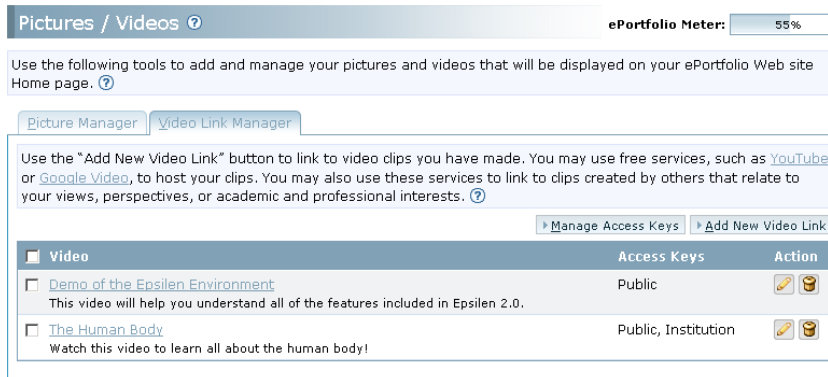 Pictures / Videos ?
ePortfolio Meter: 55%
Use the following tools to add and manage your pictures and videos that will be displayed on your ePortfolio Web site
Home page. ?
Picture Manager Video Link Manager
Use the "Add New Video Link" button to link to video clips you have made. You may use free services, such as YouTube
or Google Video, to host your clips. You may also use these services to link to clips created by others that relate to
your views, perspectives, or academic and professional interests. ?
Manage Access Keys Add New Video Link
Video Access Keys Action
Demo of the Epsilen Environment Public
This video will help you understand all of the features included in Epsilen 2.0.
The Human Body Public, Institution
Watch this video to learn all about the human body!